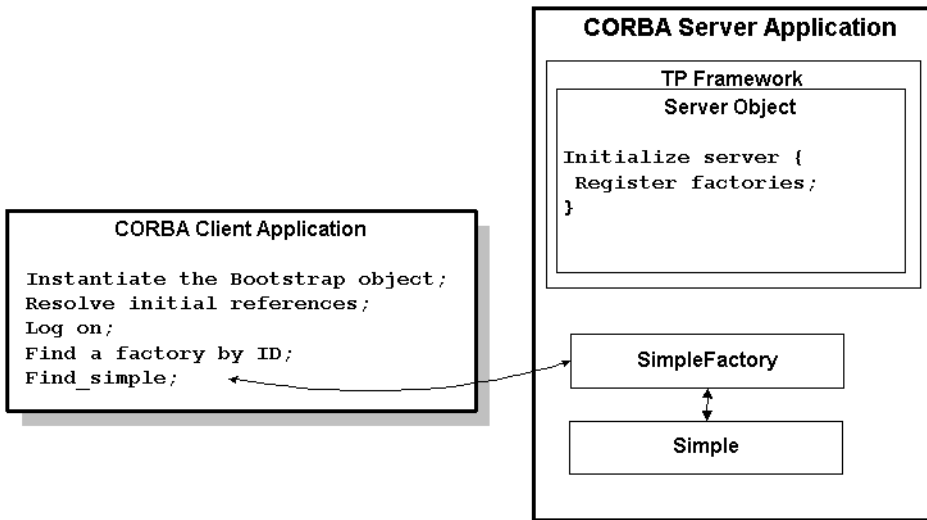 CORBA Server Application
TP Framework
Server Object
Initialize server {
Register factories;
}
CORBA Client Application
Instantiate the Bootstrap object;
Resolve initial references;
Log on;
Find a factory by ID;
Find_simple;
SimpleFactory
Simple